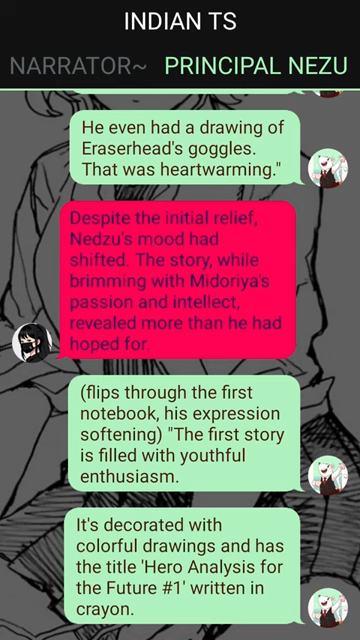 INDIAN TS
NARRATOR~ PRINCIPAL NEZU
He even had a drawing of
Eraserhead's goggles.
That was heartwarming."
Despite the initial relief,
Nedzu's mood had
shifted. The story, while
brimming with Midoriya's
passion and intellect,
revealed more than he had
hoped for.
(flips through the first
notebook, his expression
softening) "The first story
is filled with youthful
enthusiasm.
It's decorated with
colorful drawings and has
the title 'Hero Analysis for
the Future #1' written in
crayon.